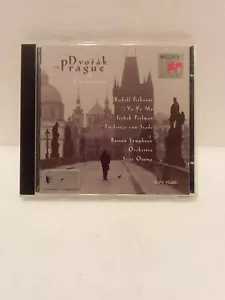 Dvořák
in Prague
A Celebration
Rudolf Firkusny
Yo-Yo Ma
Itzhak Perlman
Frederica von Stade
Boston Symphony
Orchestra
Seiji Ozawa
SONY